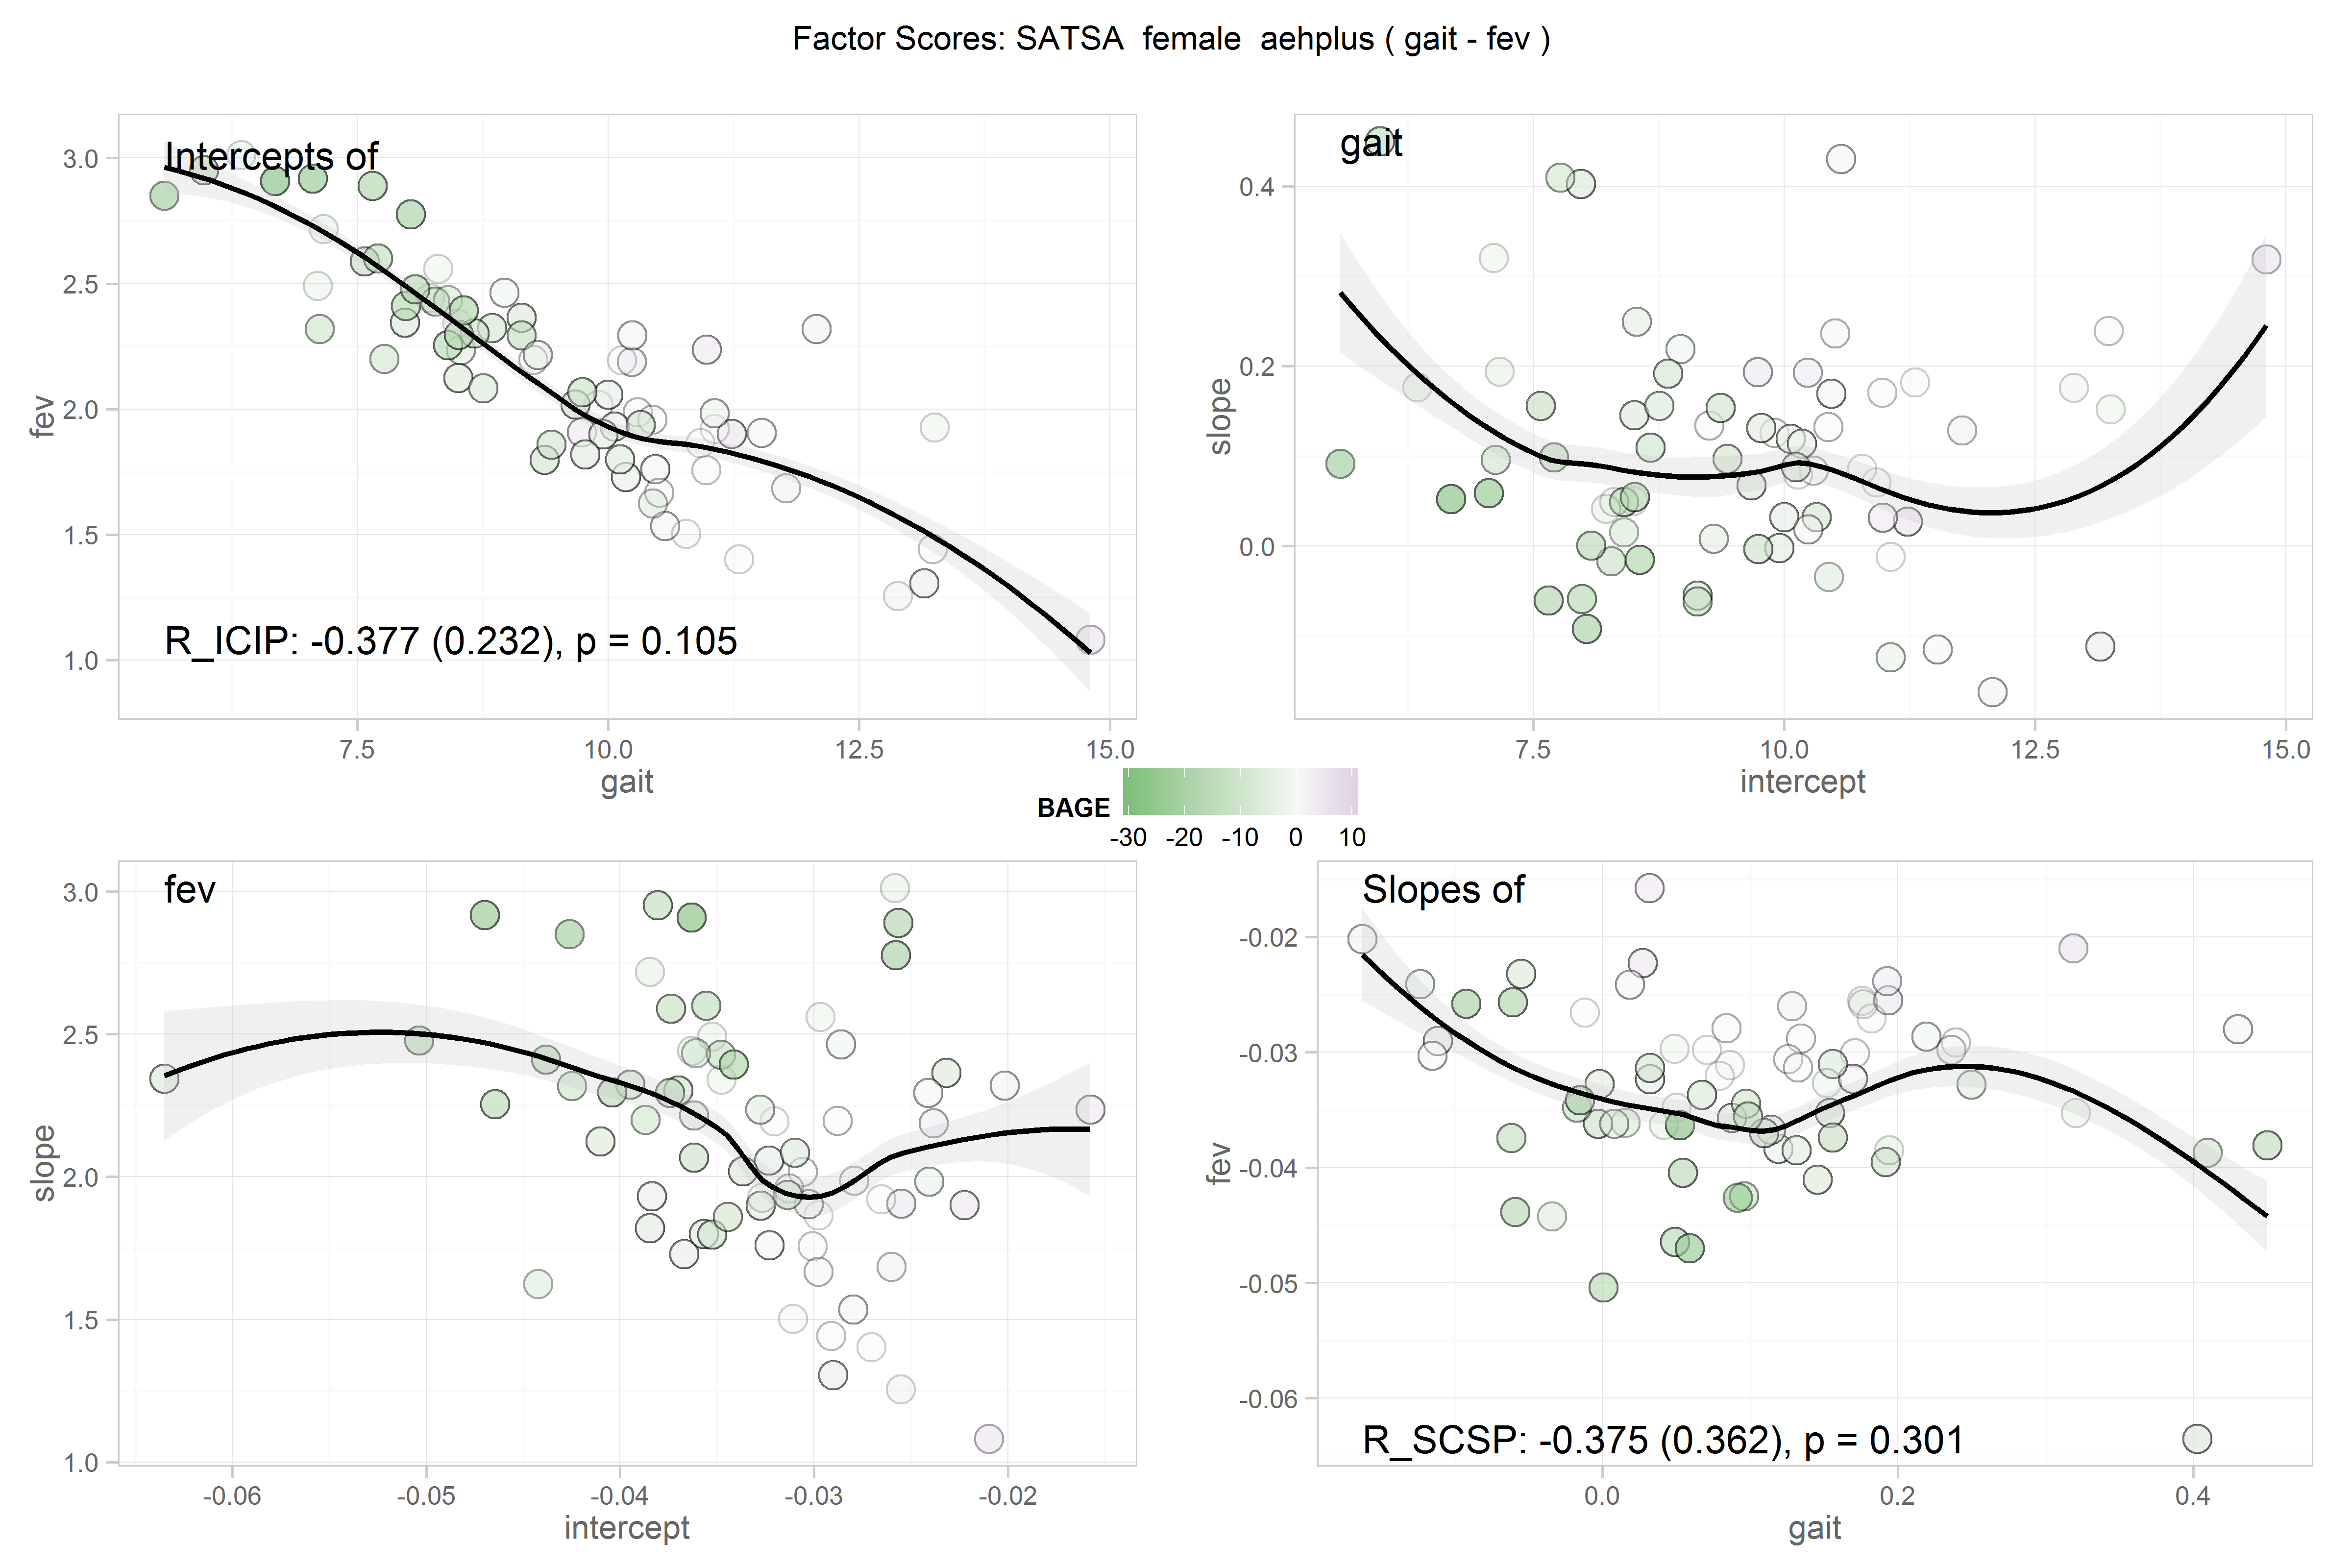 Factor Scores: SATSA female aehplus ( gait - fev )
Intercepts of
fev
3.0
2.5
2.0
1.5
1.0
R_ICIP: -0.377 (0.232), p = 0.105
7.5 10.0 12.5 15.0
gait
gait
slope
0.4
0.2
0.0
7.5 10.0 12.5 15.0
intercept
BAGE
-30 -20 -10 0 10
fev
slope
3.0
2.5
2.0
1.5
1.0
-0.06 -0.05 -0.04 -0.03 -0.02
intercept
Slopes of
fev
-0.02
-0.03
-0.04
-0.05
-0.06
R_SCSP: -0.375 (0.362), p = 0.301
0.0 0.2 0.4
gait